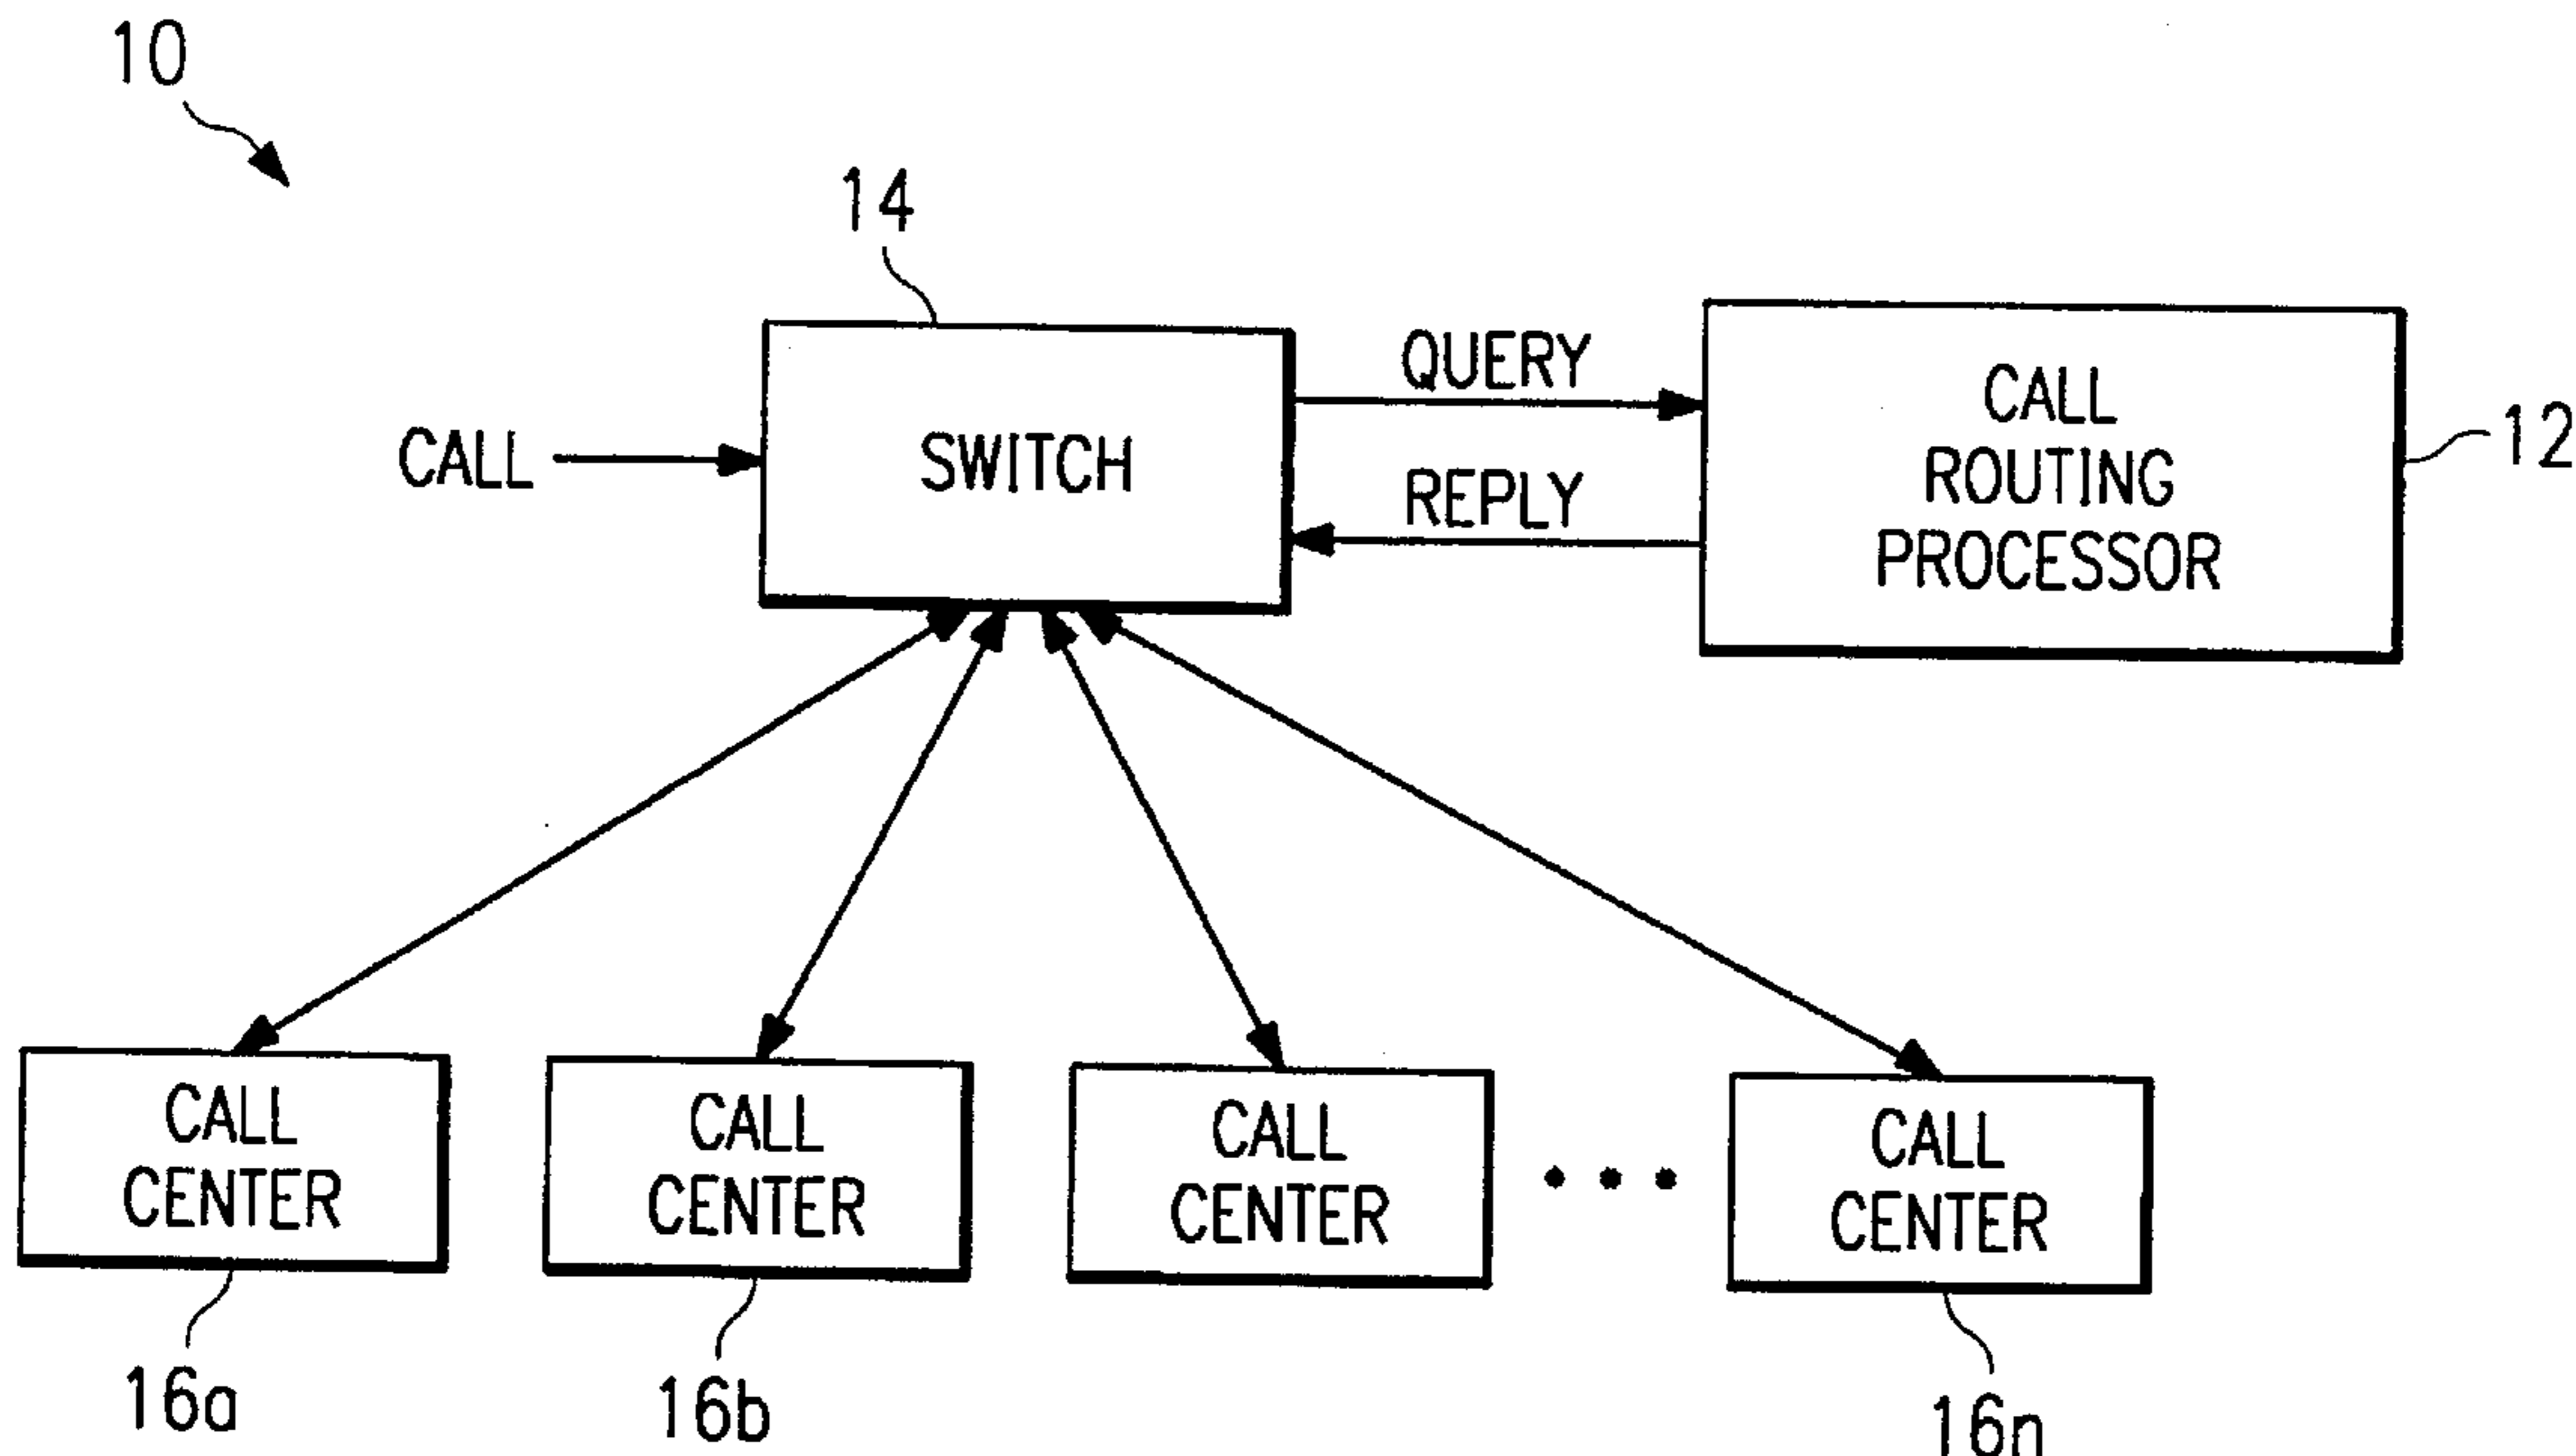 10
14
QUERY
CALL
ROUTING
PROCESSOR
12
CALL
SWITCH
REPLY
CALL
CENTER
CALL
CENTER
CALL
CENTER
CALL
CENTER
16a
16b
16n